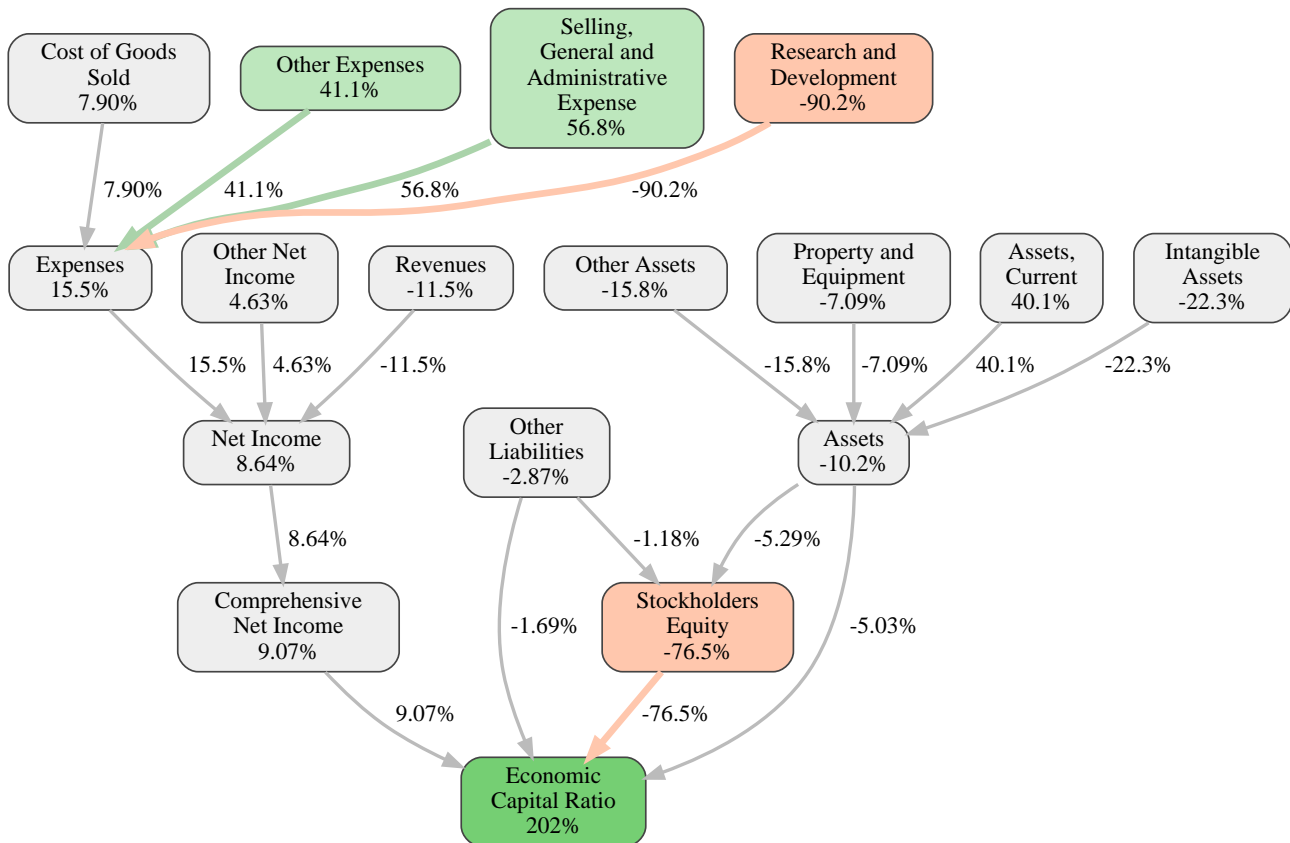 Cost of Goods
Sold
7.90%
Other Expenses
41.1%
Selling,
General and
Administrative
Expense
56.8%
Research and
Development
-90.2%
7.90%
41.1%
56.8%
-90.2%
Expenses
15.5%
Other Net
Income
4.63%
Revenues
-11.5%
Other Assets
-15.8%
Property and
Equipment
-7.09%
Assets,
Current
40.1%
Intangible
Assets
-22.3%
15.5%
4.63%
-11.5%
-15.8%
-7.09%
40.1%
-22.3%
Net Income
8.64%
Other
Liabilities
-2.87%
Assets
-10.2%
8.64%
-1.18%
-5.29%
Comprehensive
Net Income
9.07%
-1.69%
Stockholders
Equity
-76.5%
-5.03%
9.07%
-76.5%
Economic
Capital Ratio
202%